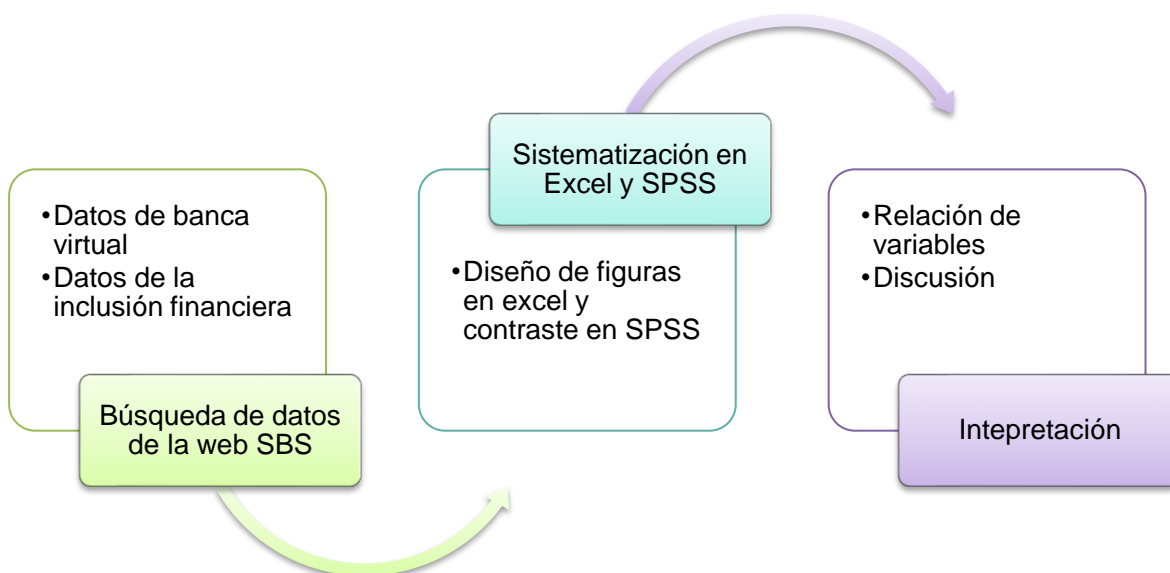 •Datos de banca
virtual
•Datos de la
inclusión financiera
Búsqueda de datos
de la web SBS
Sistematización en
Excel y SPSS
•Diseño de figuras
en excel y
contraste en SPSS
•Relación de
variables
•Discusión
Intepretación